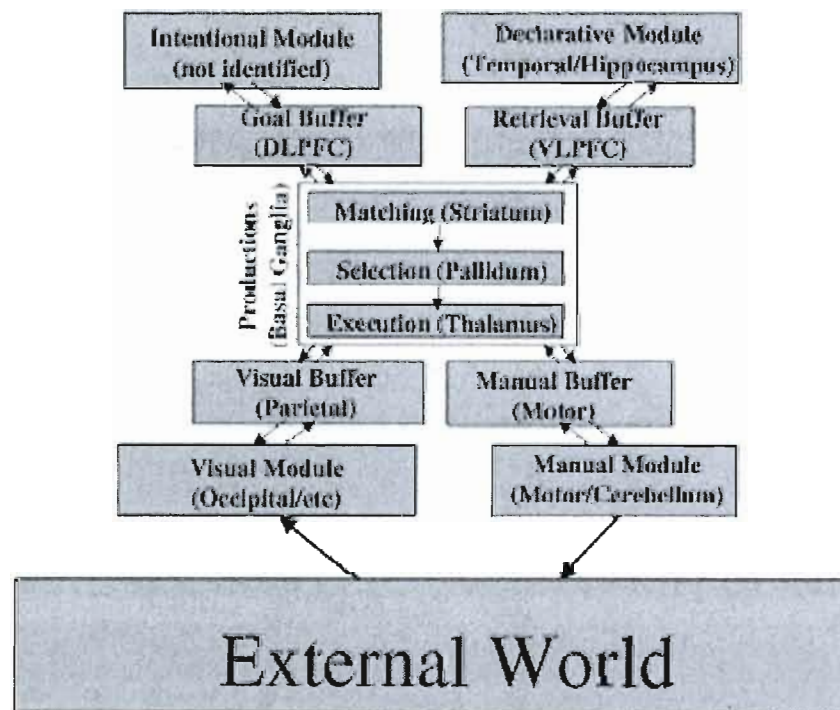 Intentional Module
(not identified)
Declarative Module
(Temporal/Hippocampus)
Goal Buffer
(DLPFC)
Retrieval Buffer
(VLPFC)
Productions
(Basal Ganglia)
Matching (Striatum)
Selection (Pallidum)
Execution (Thalamus)
Visual Buffer
(Parietal)
Manual Buffer
(Motor)
Visual Module
(Occipital/etc)
Manual Module
(Motor/Cerebellum)
External World